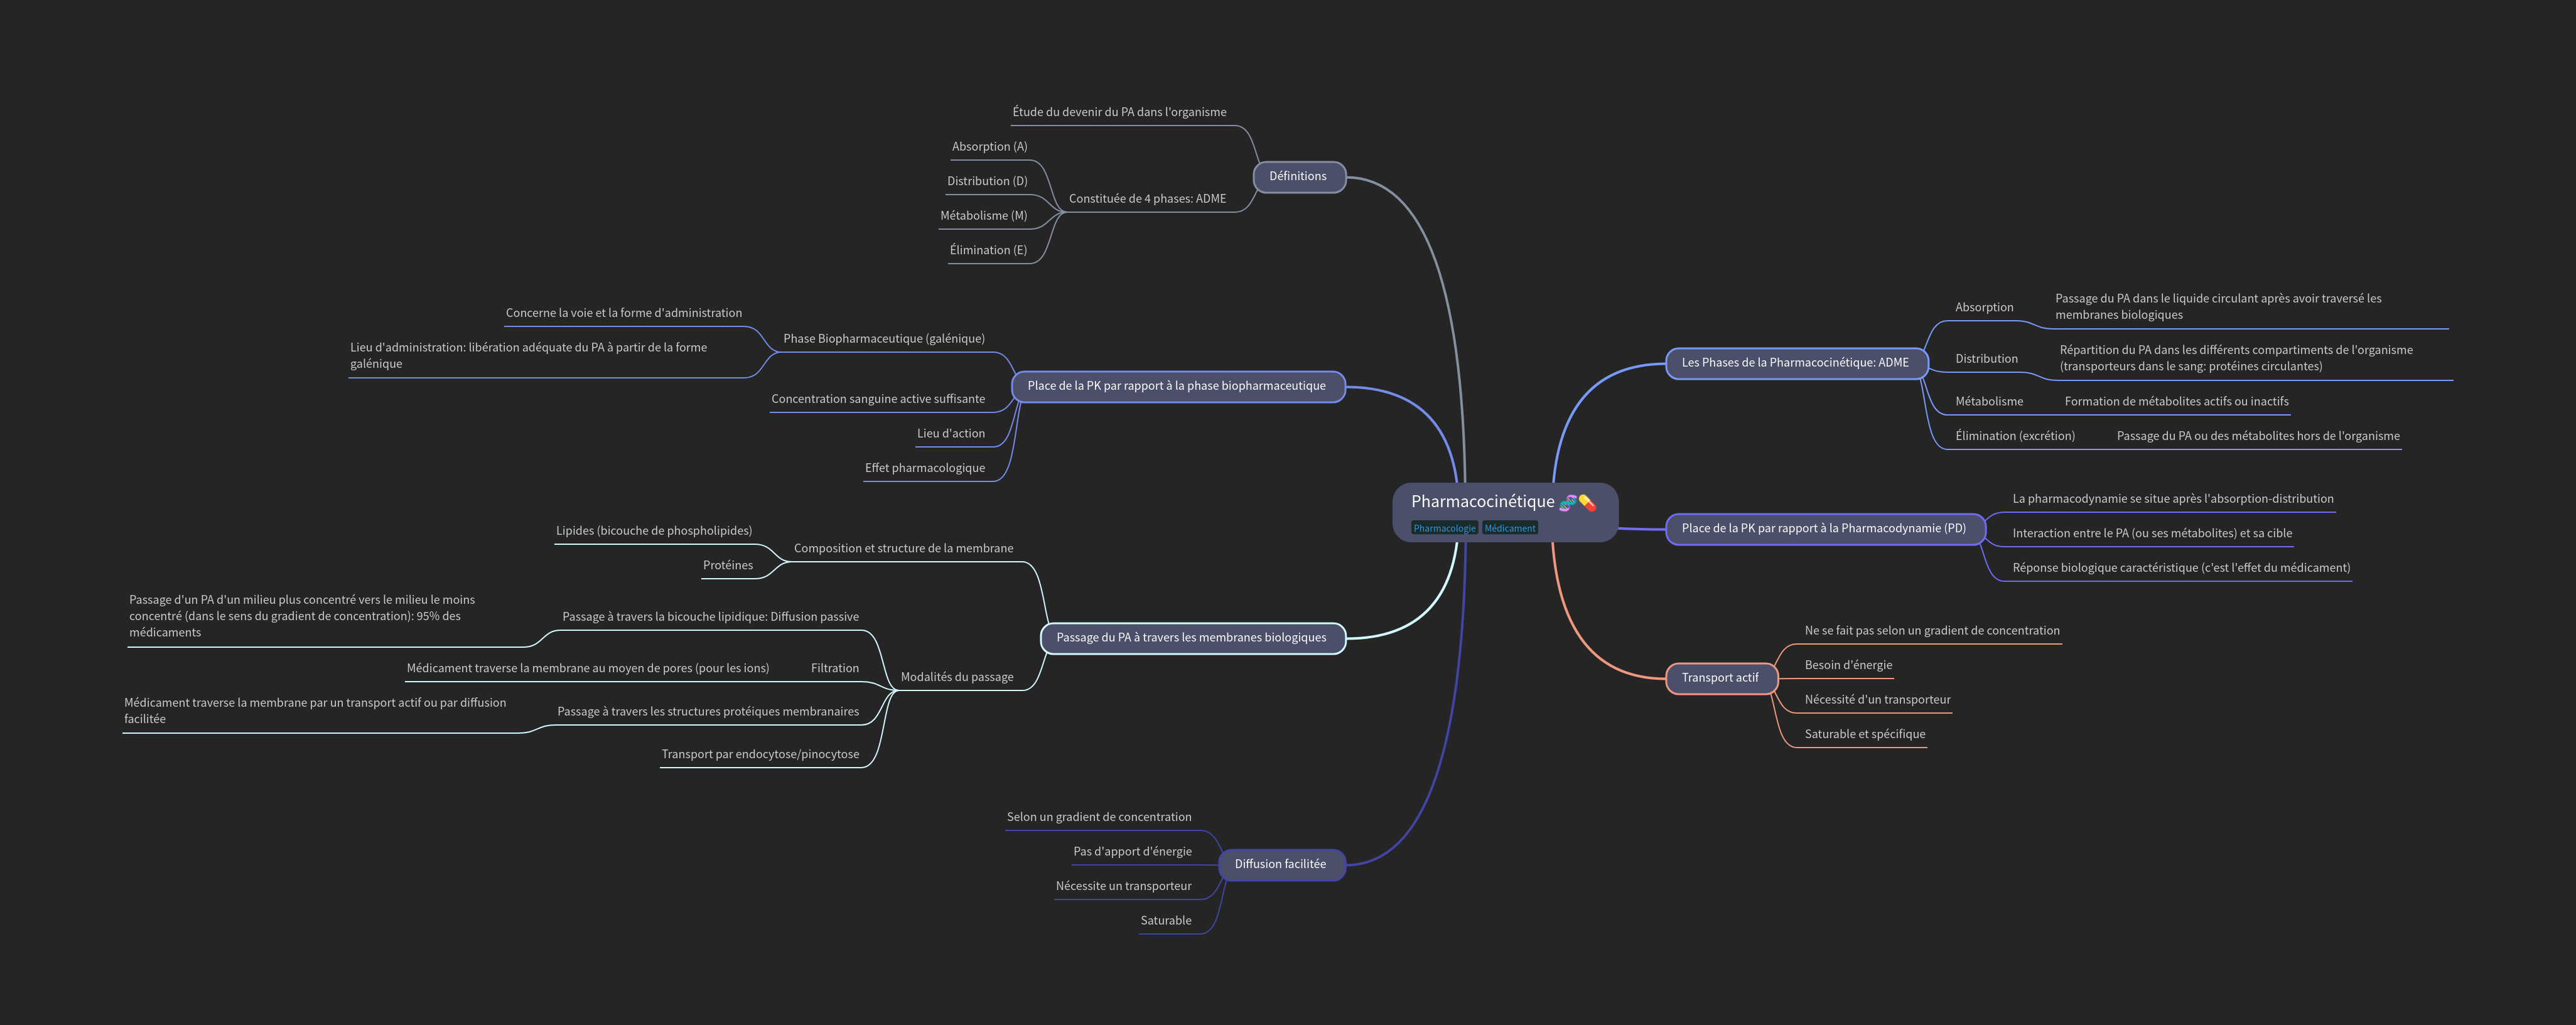 Pharmacocinétique 🧬💊
Pharmacologie Médicament
Définitions
Étude du devenir du PA dans l'organisme
Constituée de 4 phases: ADME
Absorption (A)
Distribution (D)
Métabolisme (M)
Élimination (E)
Place de la PK par rapport à la phase biopharmaceutique
Phase Biopharmaceutique (galénique)
Concerne la voie et la forme d'administration
Lieu d'administration: libération adéquate du PA à partir de la forme
galénique
Concentration sanguine active suffisante
Lieu d'action
Effet pharmacologique
Passage du PA à travers les membranes biologiques
Composition et structure de la membrane
Lipides (bicouche de phospholipides)
Protéines
Modalités du passage
Passage à travers la bicouche lipidique: Diffusion passive
Passage d'un PA d'un milieu plus concentré vers le milieu le moins
concentré (dans le sens du gradient de concentration): 95% des
médicaments
Filtration
Médicament traverse la membrane au moyen de pores (pour les ions)
Passage à travers les structures protéiques membranaires
Médicament traverse la membrane par un transport actif ou par diffusion
facilitée
Transport par endocytose/pinocytose
Diffusion facilitée
Selon un gradient de concentration
Pas d'apport d'énergie
Nécessite un transporteur
Saturable
Les Phases de la Pharmacocinétique: ADME
Absorption
Passage du PA dans le liquide circulant après avoir traversé les
membranes biologiques
Distribution
Répartition du PA dans les différents compartiments de l'organisme
(transporteurs dans le sang: protéines circulantes)
Métabolisme
Formation de métabolites actifs ou inactifs
Élimination (excrétion)
Passage du PA ou des métabolites hors de l'organisme
Place de la PK par rapport à la Pharmacodynamie (PD)
La pharmacodynamie se situe après l'absorption-distribution
Interaction entre le PA (ou ses métabolites) et sa cible
Réponse biologique caractéristique (c'est l'effet du médicament)
Transport actif
Ne se fait pas selon un gradient de concentration
Besoin d'énergie
Nécessité d'un transporteur
Saturable et spécifique